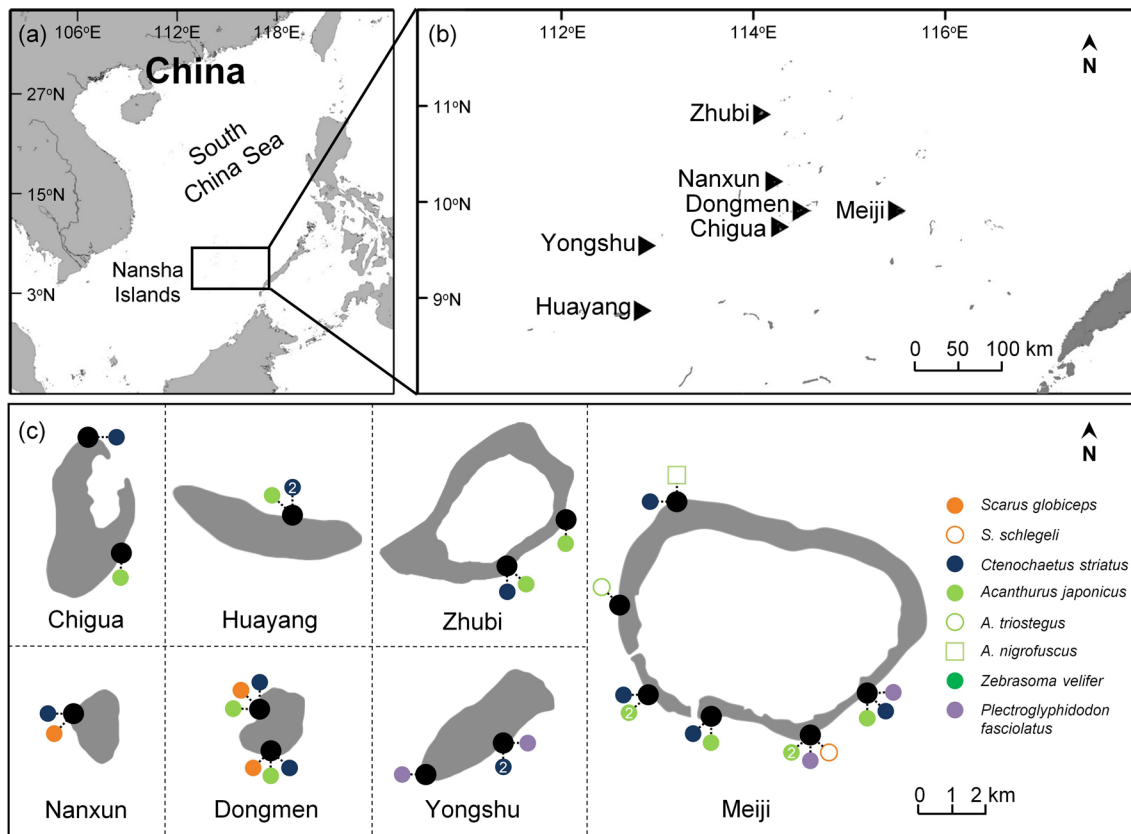 (a)
106°E 112°E 118°E
China
27°N
South
China Sea
15°N
Nansha
Islands
3°N
(b)
112°E 114°E 116°E
N
11°N
Zhubi
Nanxun
10°N
Dongmen
Meiji
Chigua
Yongshu
9°N
Huayang
0 50 100 km
(c)
N
2
Chigua
Huayang
Zhubi
Nanxun
Dongmen
2
Yongshu
2
2
Meiji
Scarus globiceps
S. schlegeli
Ctenochaetus striatus
Acanthurus japonicus
A. triostegus
A. nigrofuscus
Zebrasoma velifer
Plectroglyphidodon
fasciolatus
0 1 2 km